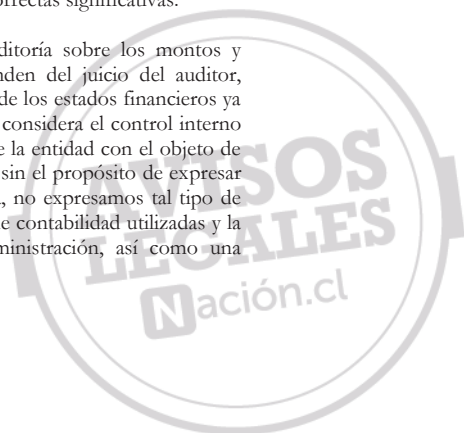 orrectas significativas.
ditoría sobre los montos y
nden del juicio del auditor,
de los estados financieros ya
considera el control interno
e la entidad con el objeto de
sin el propósito de expresar
, no expresamos tal tipo de
e contabilidad utilizadas y la
ministración, así como una
AVISOS
LEGALES
Nación.cl